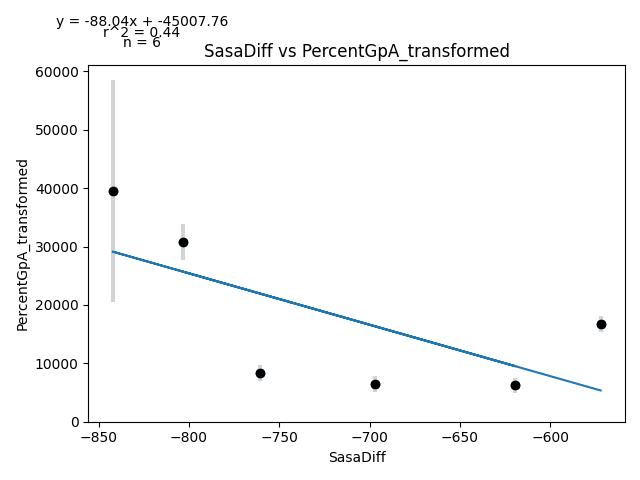 y = -88.04x + -45007.76
r^2 = 0.44
n = 6
SasaDiff vs PercentGpA_transformed
60000
50000
40000
30000
20000
10000
0
PercentGpA_transformed
−850
−800
−750
−700
−650
−600
SasaDiff